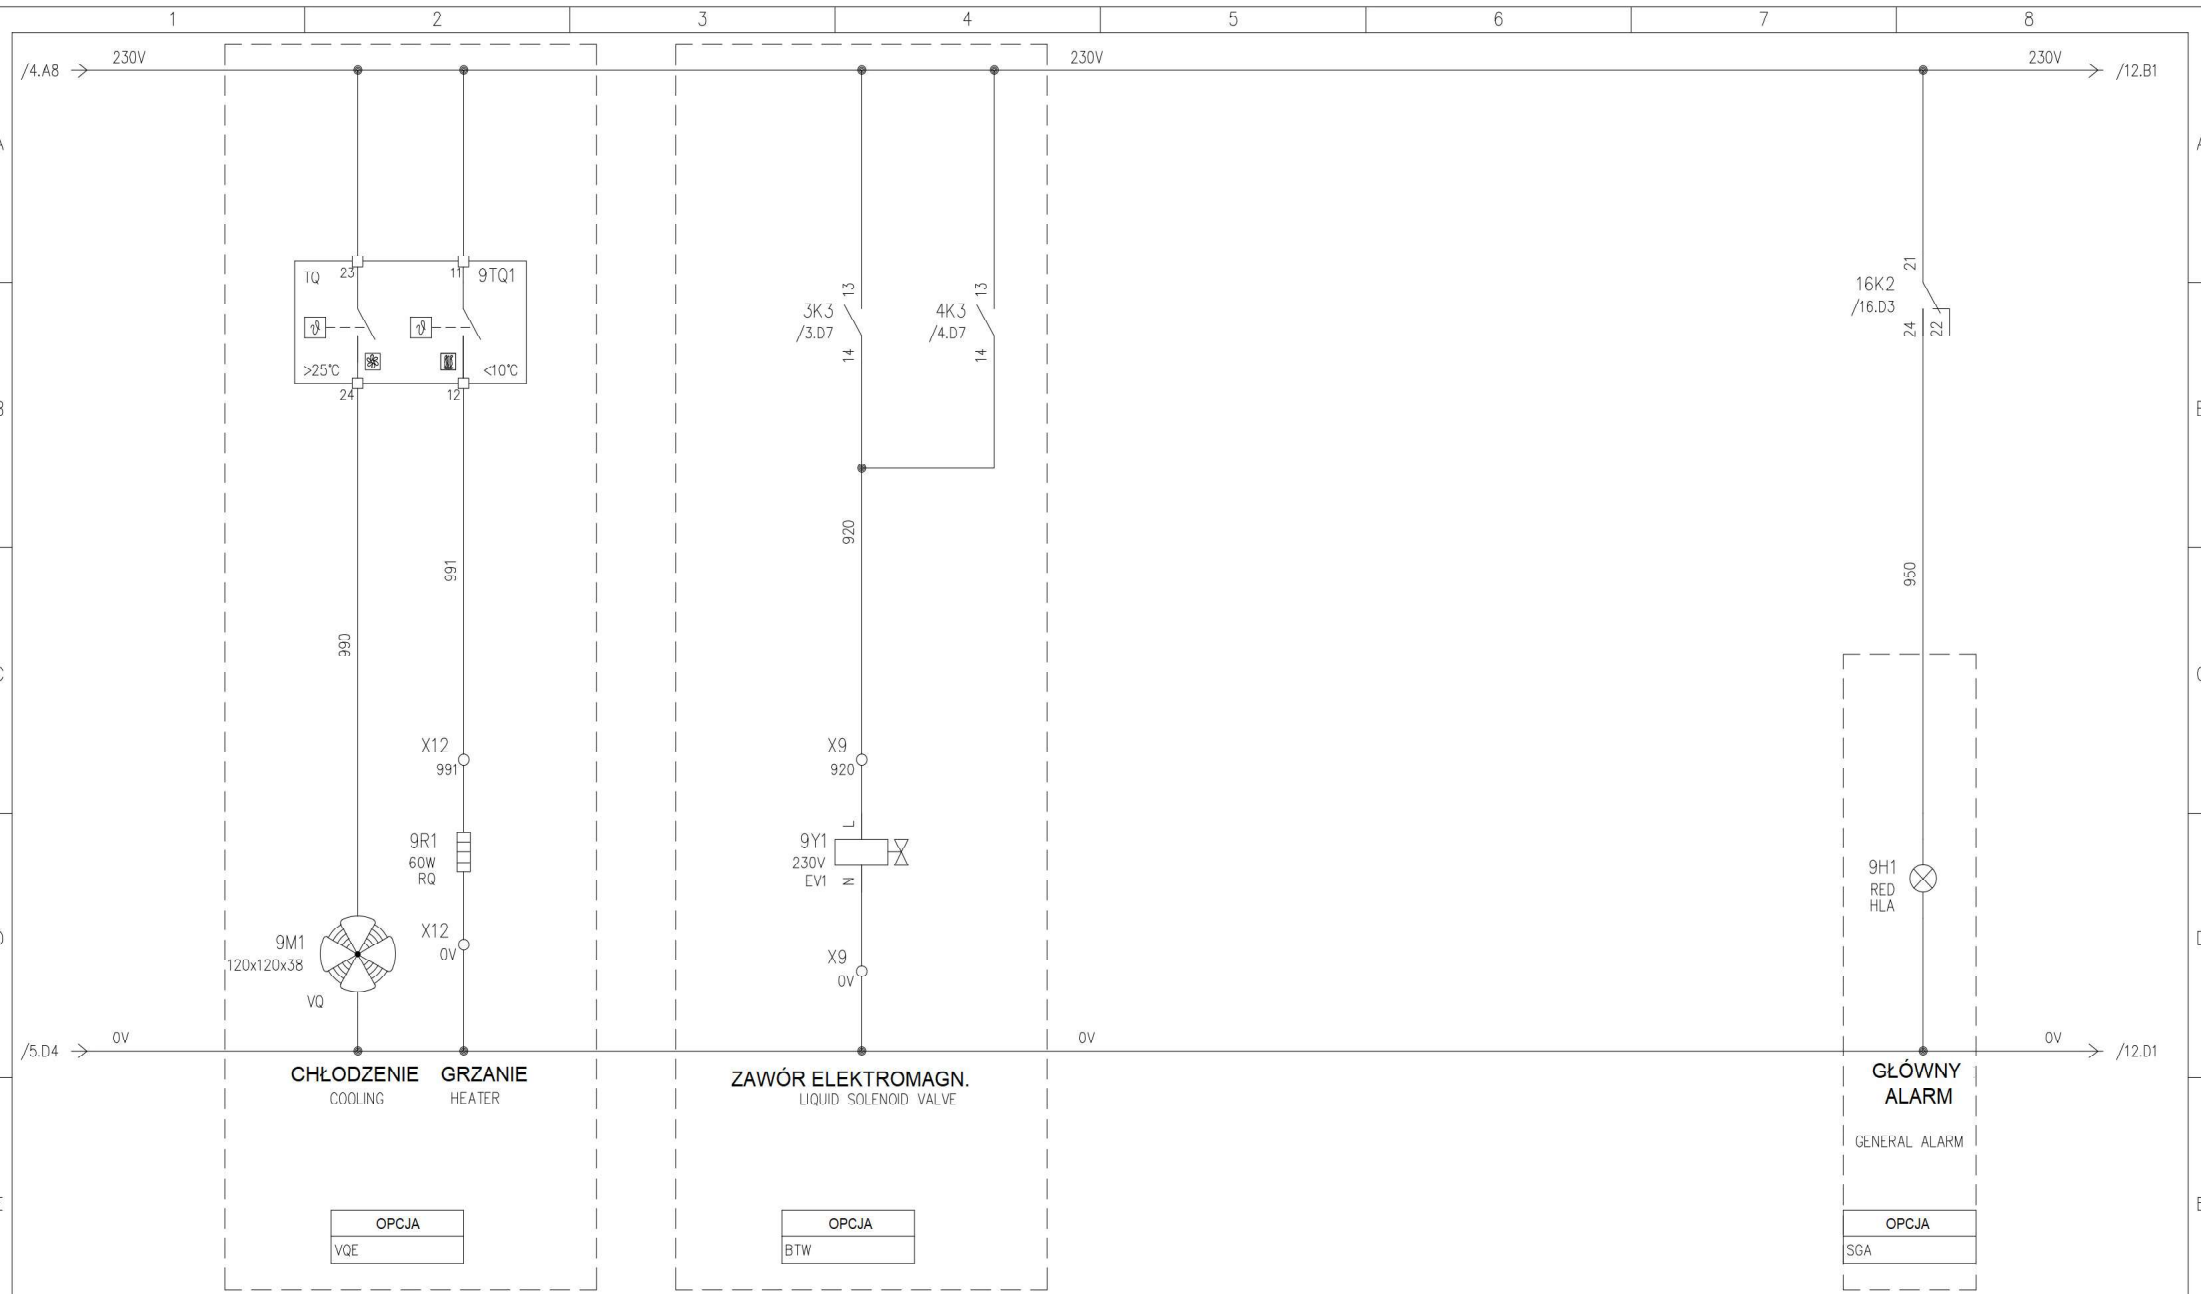 1 2 3 4 5 6 7 8
/4.A8 230V 230V 230V /12.B1
A A
TQ 23 11 9TQ1
>25°C <10°C
24 12
3K3
/3.D7
13
14
4K3
/4.D7
13
14
16K2
/16.D3
21
24 22
B
990
991
920
950
X12
991
9R1
60W
RQ
X12
0V
9M1
120x120x38
VQ
X9
920
L
9Y1
230V
EV1
N
X9
0V
9H1
RED
HLA
/5.D4 0V 0V 0V /12.D1
CHŁODZENIE GRZANIE
COOLING HEATER
ZAWÓR ELEKTROMAGN.
LIQUID SOLENOID VALVE
GŁÓWNY
ALARM
GENERAL ALARM
OPCJA
VQE
OPCJA
BTW
OPCJA
SGA